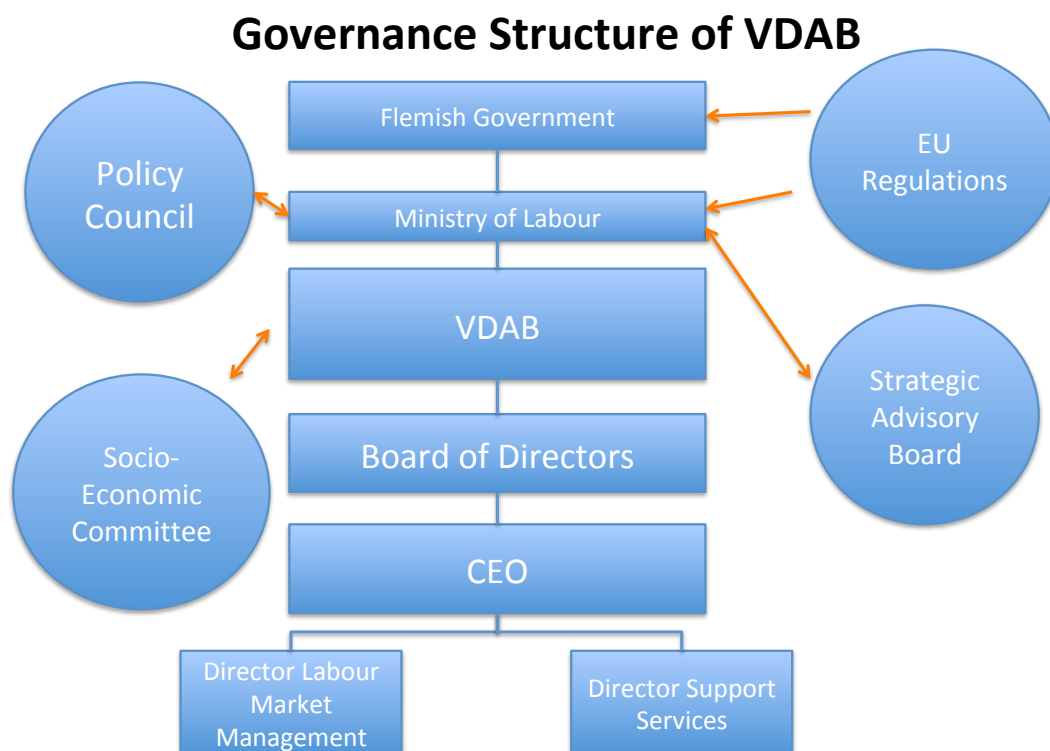 Governance Structure of VDAB
Flemish Government
EU
Regulations
Policy
Council
Ministry of Labour
VDAB
Strategic
Advisory
Board
Board of Directors
Socio-
Economic
Committee
CEO
Director Labour
Market
Management
Director Support
Services